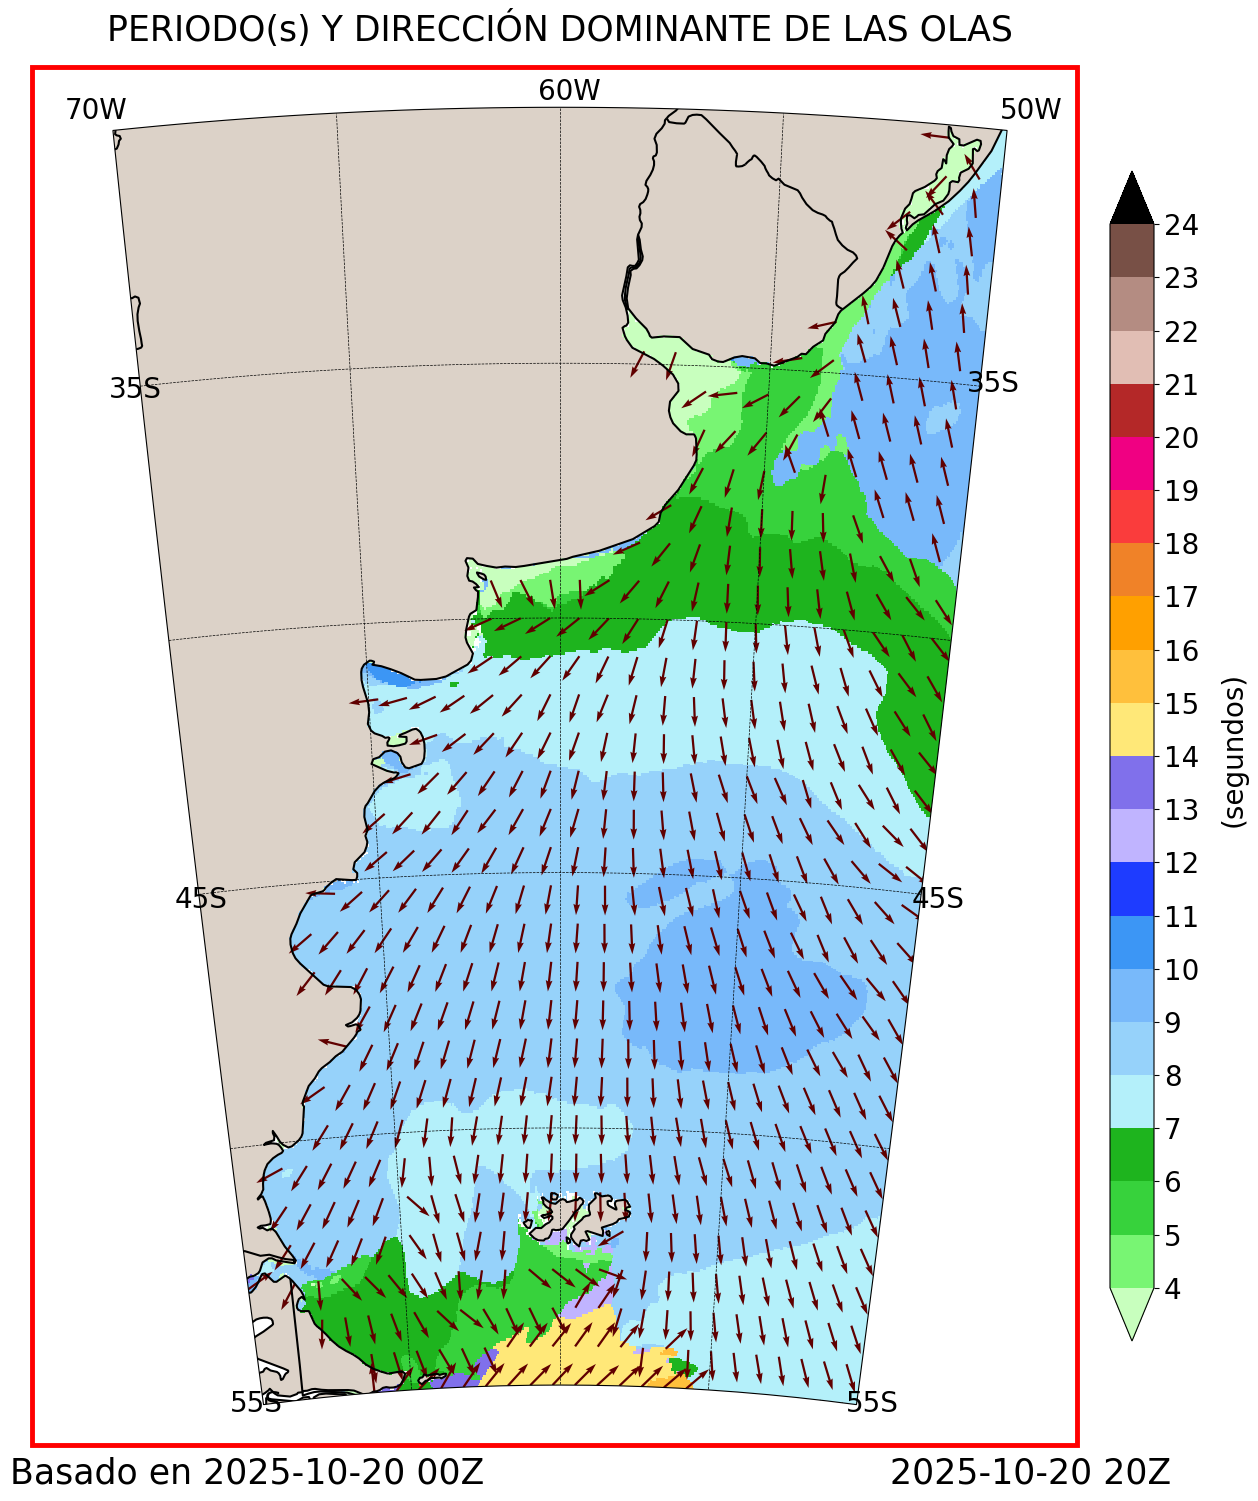 PERIODO(s) Y DIRECCIÓN DOMINANTE DE LAS OLAS
70W
60W
50W
35S
35S
45S
45S
55S
55S
24
23
22
21
20
19
18
17
16
15
14
13
12
11
10
9
8
7
6
5
4
(segundos)
Basado en 2025-10-20 00Z
2025-10-20 20Z